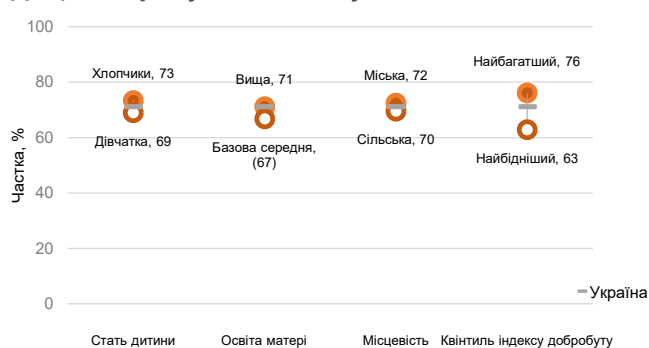 100
80
60
40
20
0
Частка, %
Хлопчики, 73
Дівчатка, 69
Вища, 71
Базова середня,
(67)
Міська, 72
Сільська, 70
Найбагатший, 76
Найбідніший, 63
Україна
Стать дитини
Освіта матері
Місцевість
Квінтиль індексу добробуту